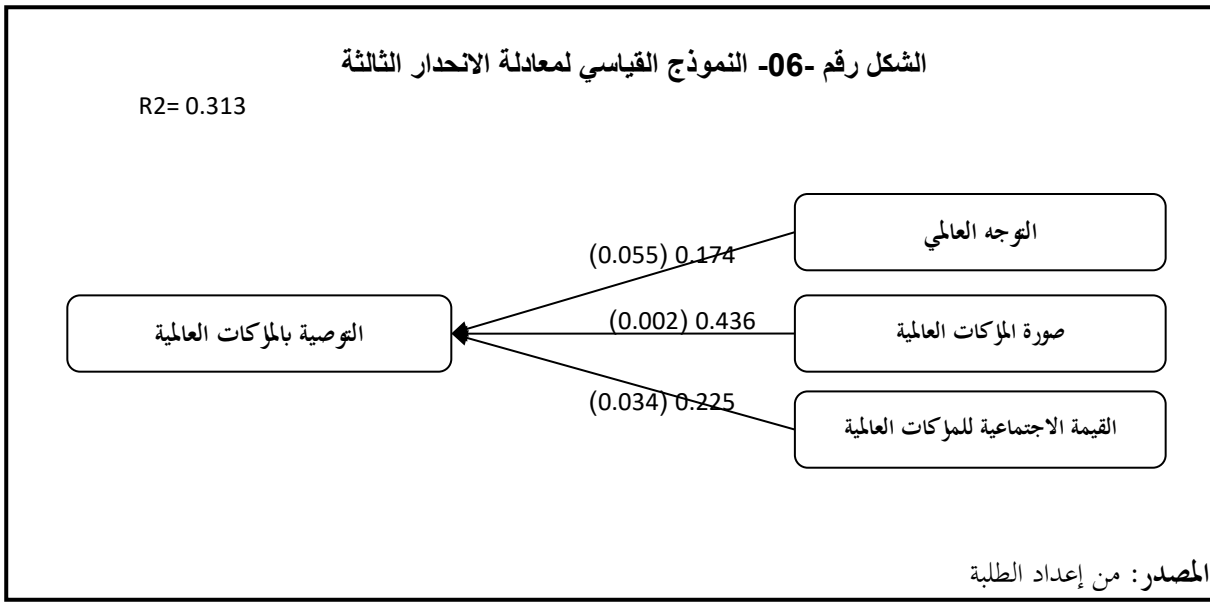 الشكل رقم -06- النموذج القياسي لمعادلة الانحدار الثالثة
R2= 0.313
التوجه العالمي
(0.055) 0.174
صورة الماركات العالمية
(0.002) 0.436
التوصية بالماركات العالمية
(0.034) 0.225
القيمة الاجتماعية للماركات العالمية
المصدر: من إعداد الطلبة